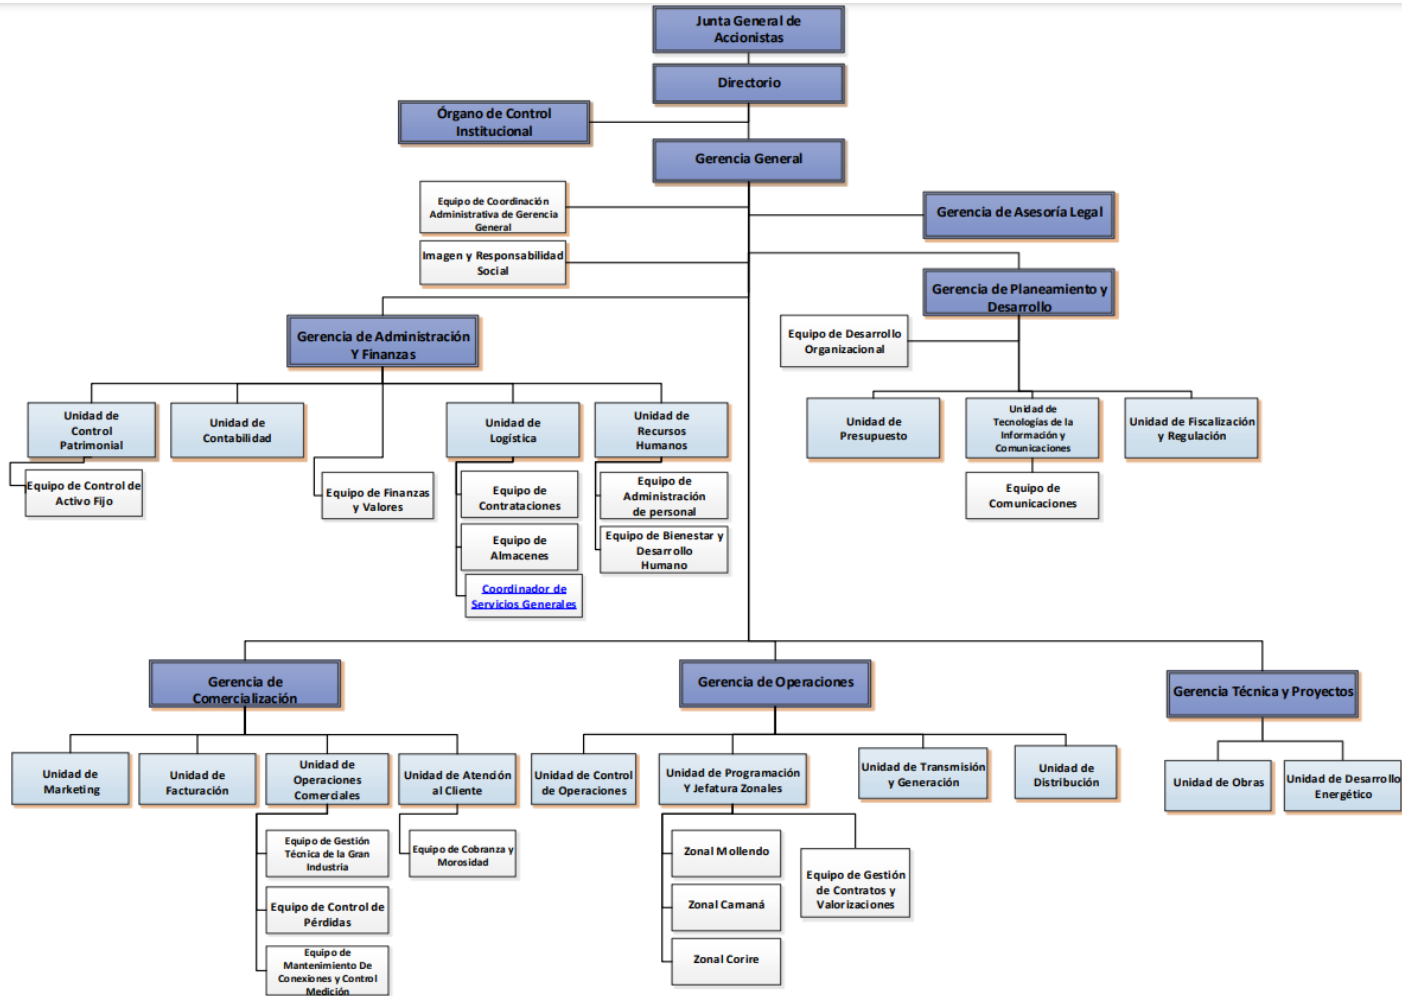 Junta General de
Accionistas
Directorio
Órgano de Control
Institucional
Gerencia General
Equipo de Coordinación
Administrativa de Gerencia
General
Gerencia de Asesoría Legal
Imagen y Responsabilidad
Social
Gerencia de Planeamiento y
Desarrollo
Gerencia de Administración
Y Finanzas
Equipo de Desarrollo
Organizacional
Unidad de
Control
Patrimonial
Unidad de
Contabilidad
Unidad de
Logística
Unidad de
Recursos
Humanos
Unidad de
Presupuesto
Unidad de
Tecnologías de la
Información y
Comunicaciones
Unidad de Fiscalización
y Regulación
Equipo de Control de
Activo Fijo
Equipo de Finanzas
y Valores
Equipo de
Contrataciones
Equipo de
Administración
de personal
Equipo de
Comunicaciones
Equipo de
Almacenes
Equipo de Bienestar y
Desarrollo
Humano
Coordinador de
Servicios Generales
Gerencia de
Comercialización
Gerencia de Operaciones
Gerencia Técnica y Proyectos
Unidad de
Marketing
Unidad de
Facturación
Unidad de
Operaciones
Comerciales
Unidad de Atención
al Cliente
Unidad de Control
de Operaciones
Unidad de Programación
Y Jefatura Zonales
Unidad de Transmisión
y Generación
Unidad de
Distribución
Unidad de Obras
Unidad de Desarrollo
Energético
Equipo de Gestión
Técnica de la Gran
Industria
Equipo de Cobranza y
Morosidad
Zonal Mollendo
Equipo de Gestión
de Contratos y
Valorizaciones
Equipo de Control de
Pérdidas
Zonal Camaná
Equipo de
Mantenimiento De
Conexiones y Control
Medición
Zonal Corire